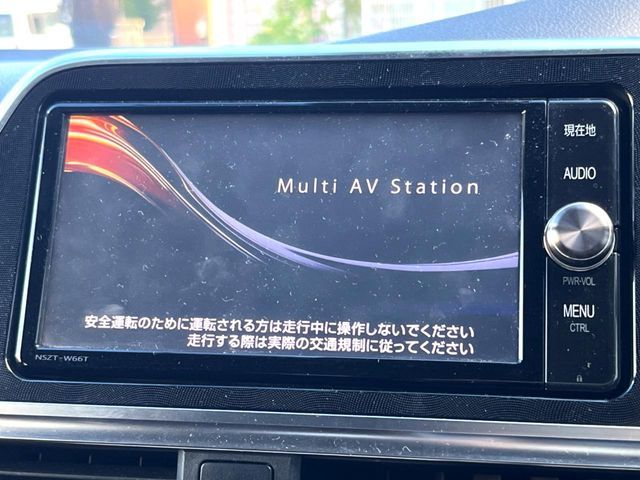 Multi AV Station
安全運転のために運転される方は走行中に操作しないでください
走行する際は実際の交通規制に従ってください
NSZT-W66T
現在地
AUDIO
PWR·VOL
MENU
CTRL